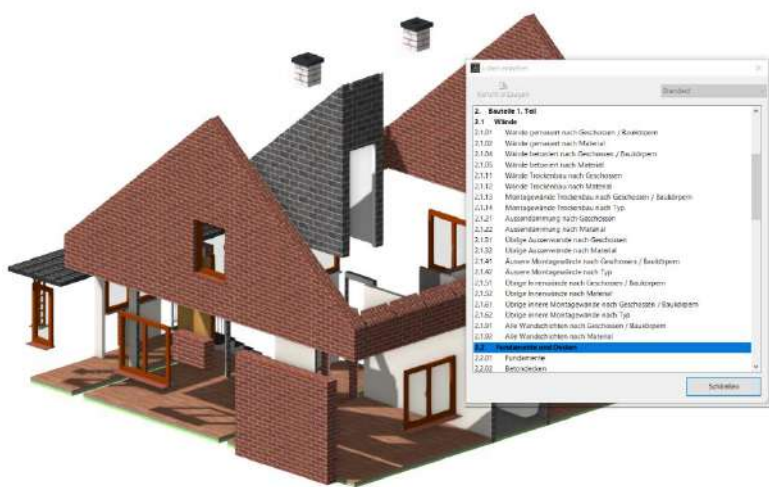 Listen erstellen
Bericht erzeugen
Standard
2. Bauteile 1. Teil
2.1 Wände
2.1.01 Wände gemauert nach Geschossen / Baukörpern
2.1.02 Wände gemauert nach Material
2.1.04 Wände betoniert nach Geschossen / Baukörpern
2.1.05 Wände betoniert nach Material
2.1.11 Wände Trockenbau nach Geschossen
2.1.12 Wände Trockenbau nach Material
2.1.13 Montagewände Trockenbau nach Geschossen / Baukörpern
2.1.14 Montagewände Trockenbau nach Typ
2.1.21 Aussendämmung nach Geschossen
2.1.22 Aussendämmung nach Material
2.1.31 Übrige Aussenwände nach Geschossen
2.1.32 Übrige Aussenwände nach Material
2.1.41 Äussere Montagewände nach Geschossen / Baukörpern
2.1.42 Äussere Montagewände nach Typ
2.1.51 Übrige Innenwände nach Geschossen / Baukörpern
2.1.52 Übrige Innenwände nach Material
2.1.61 Übrige innere Montagewände nach Geschossen / Baukörpern
2.1.62 Übrige innere Montagewände nach Typ
2.1.81 Alle Wandschichten nach Geschossen / Baukörpern
2.1.82 Alle Wandschichten nach Material
2.2 Fundamente und Decken
2.2.01 Fundamente
2.2.02 Betondecken
Schließen